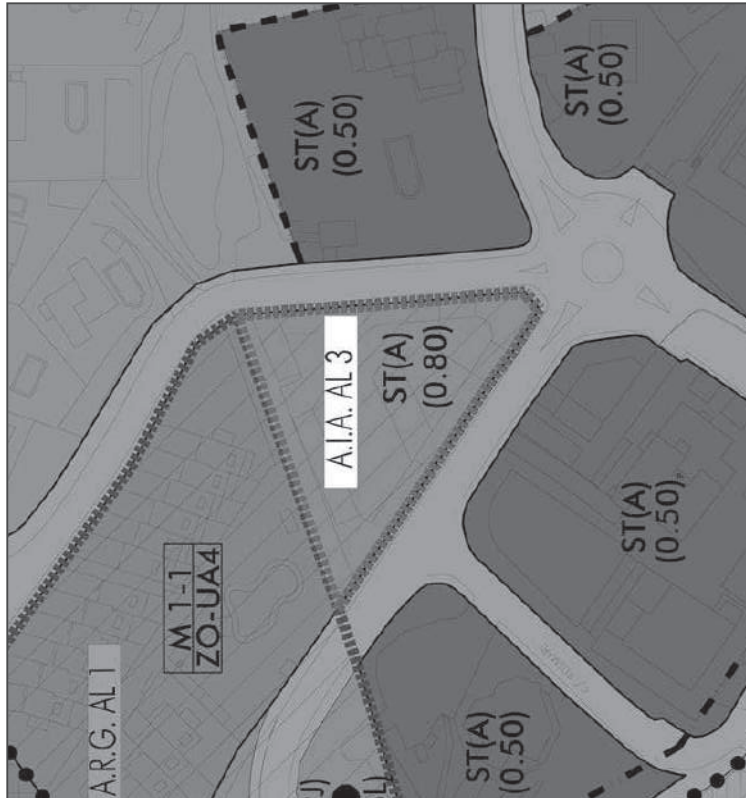 ST(A)
(0.50)
ST(A)
(0.50)
A.I.A. AL 3
ST(A)
(0.80)
M 1-1
ZO-UA4
A.R.G. AL 1
ST(A)
(0.50)
ST(A)
(0.50)
J)
L)